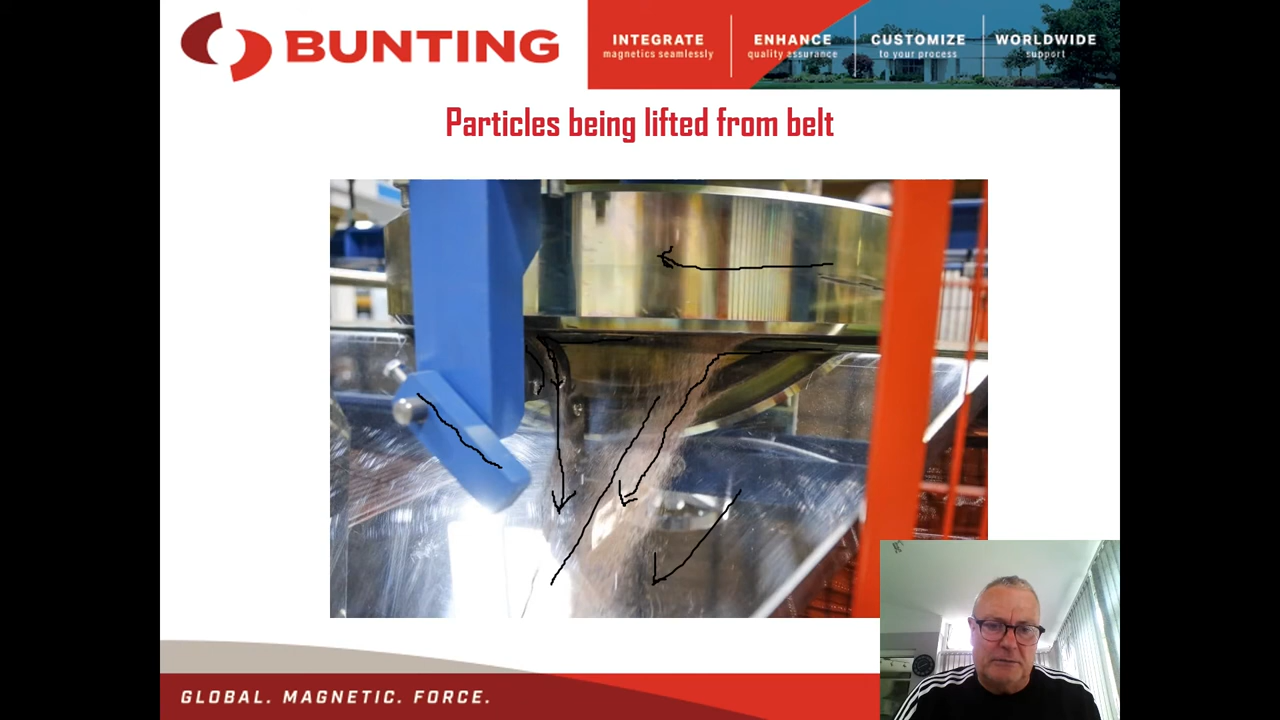 BUNTING
INTEGRATE
magnetics seamlessly
ENHANCE
quality assurance
CUSTOMIZE
to your process
WORLDWIDE
support
Particles being lifted from belt
GLOBAL. MAGNETIC. FORCE.